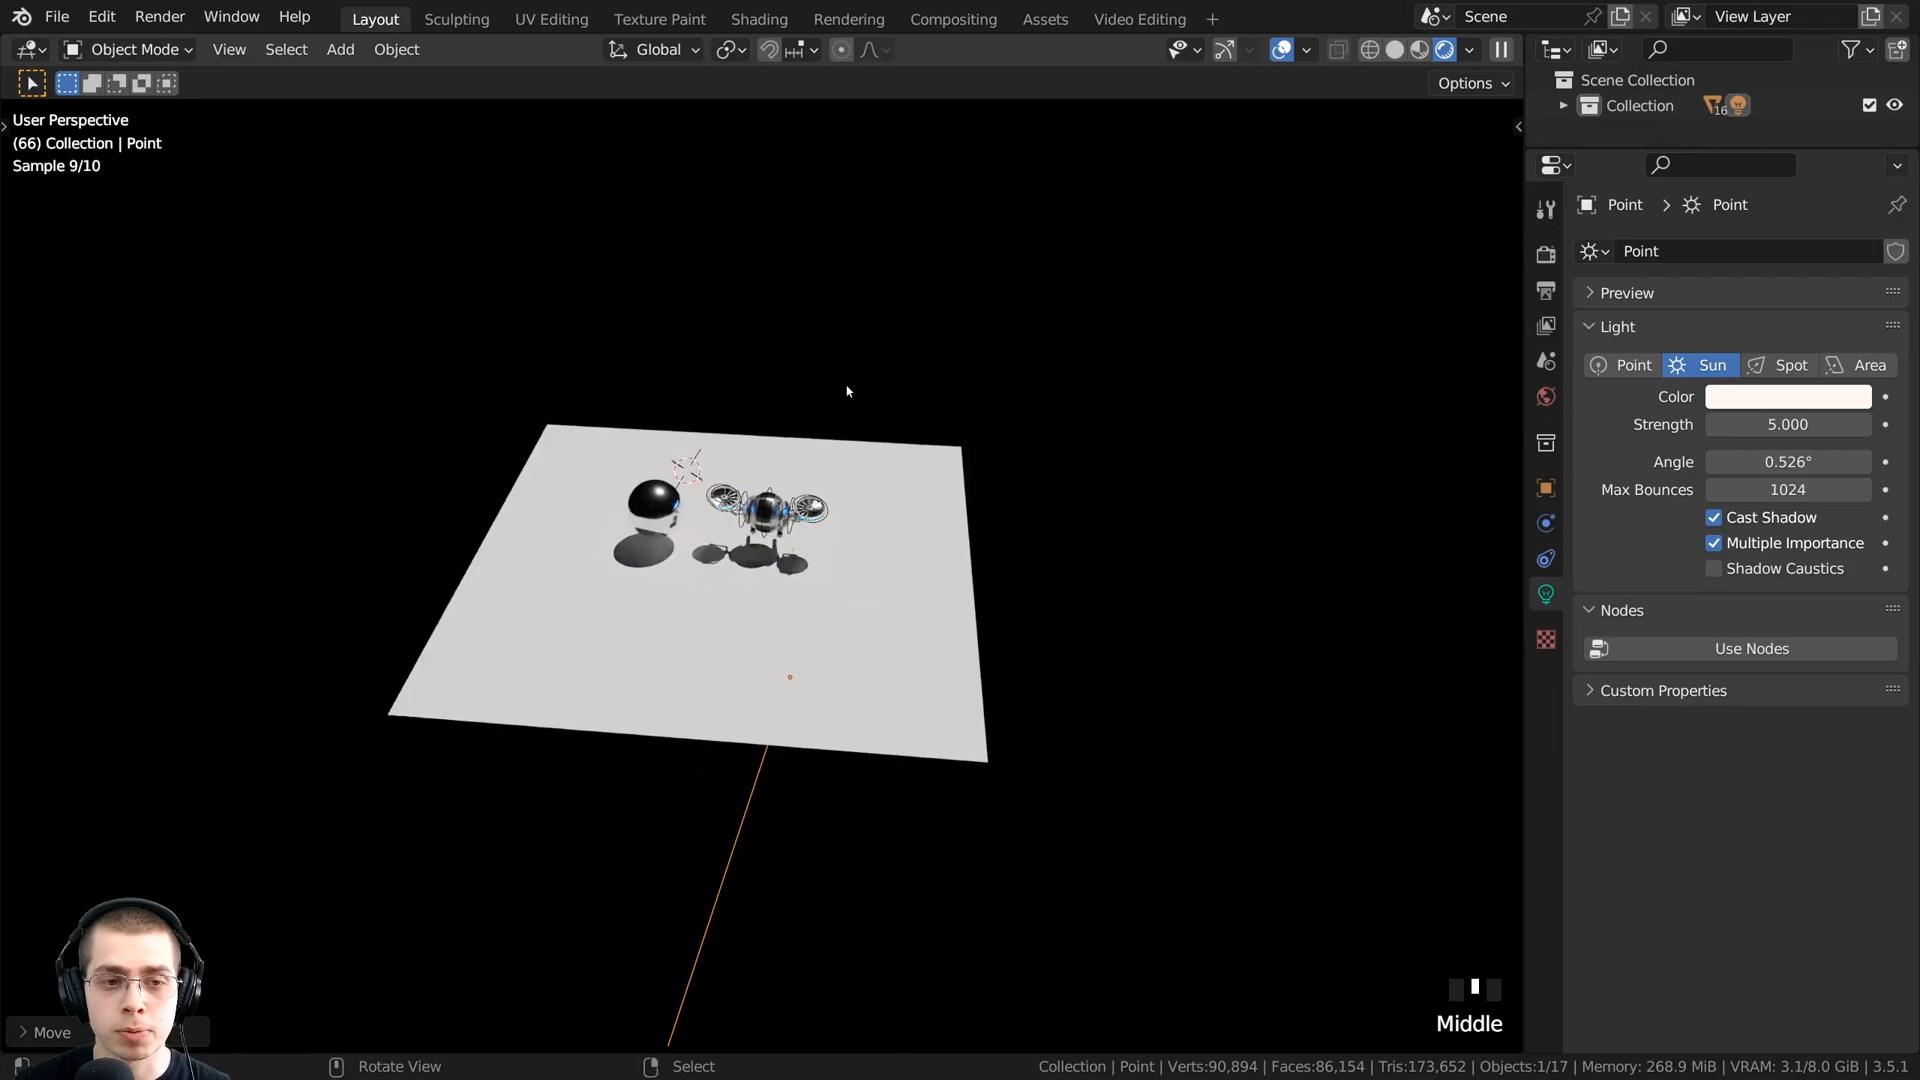 File Edit Render Window Help Layout Sculpting UV Editing Texture Paint Shading Rendering Compositing Assets Video Editing + Scene View Layer
Object Mode View Select Add Object Global
Options
Scene Collection
Collection 16
User Perspective
(66) Collection | Point
Sample 9/10
Point > Point
Point
Preview
Light
Point Sun Spot Area
Color
Strength 5.000
Angle 0.526°
Max Bounces 1024
Cast Shadow
Multiple Importance
Shadow Caustics
Nodes
Use Nodes
Custom Properties
Middle
Move
Rotate View Select Collection | Point | Verts:90,894 | Faces:86,154 | Tris:173,652 | Objects:1/17 | Memory: 268.9 MiB | VRAM: 3.1/8.0 GiB | 3.5.1